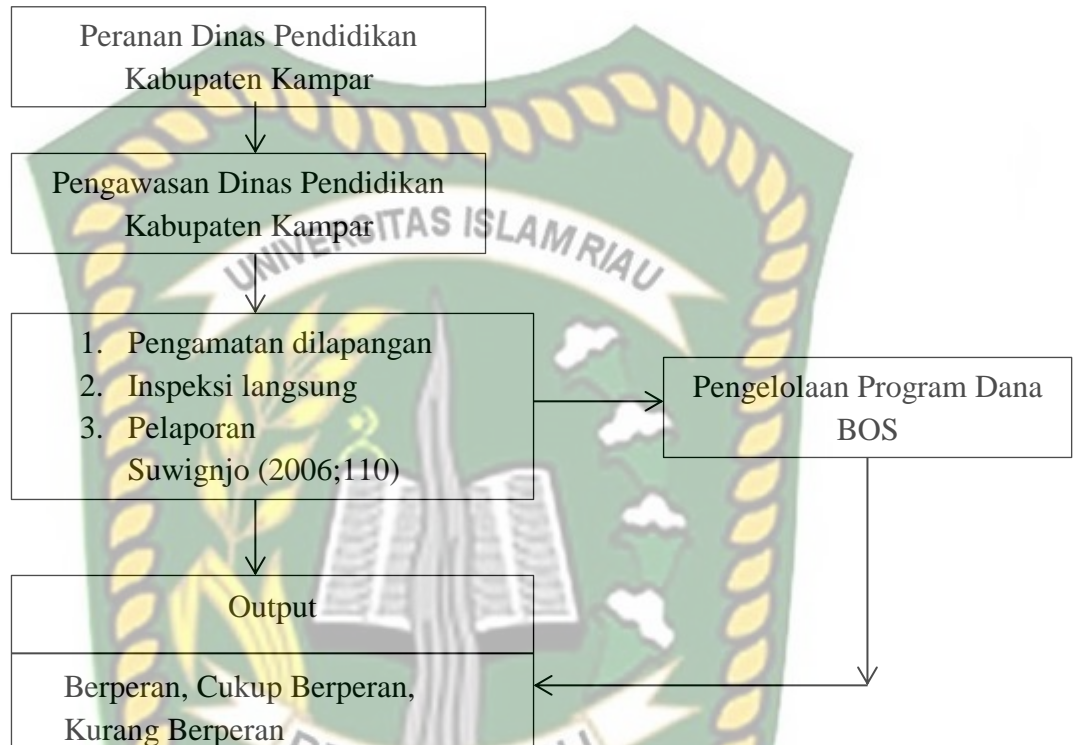 Peranan Dinas Pendidikan
Kabupaten Kampar
Pengawasan Dinas Pendidikan
Kabupaten Kampar
UNIVERSITAS ISLAM RIAU
1. Pengamatan dilapangan
2. Inspeksi langsung
3. Pelaporan
Suwignjo (2006;110)
Pengelolaan Program Dana
BOS
Output
Berperan, Cukup Berperan,
Kurang Berperan